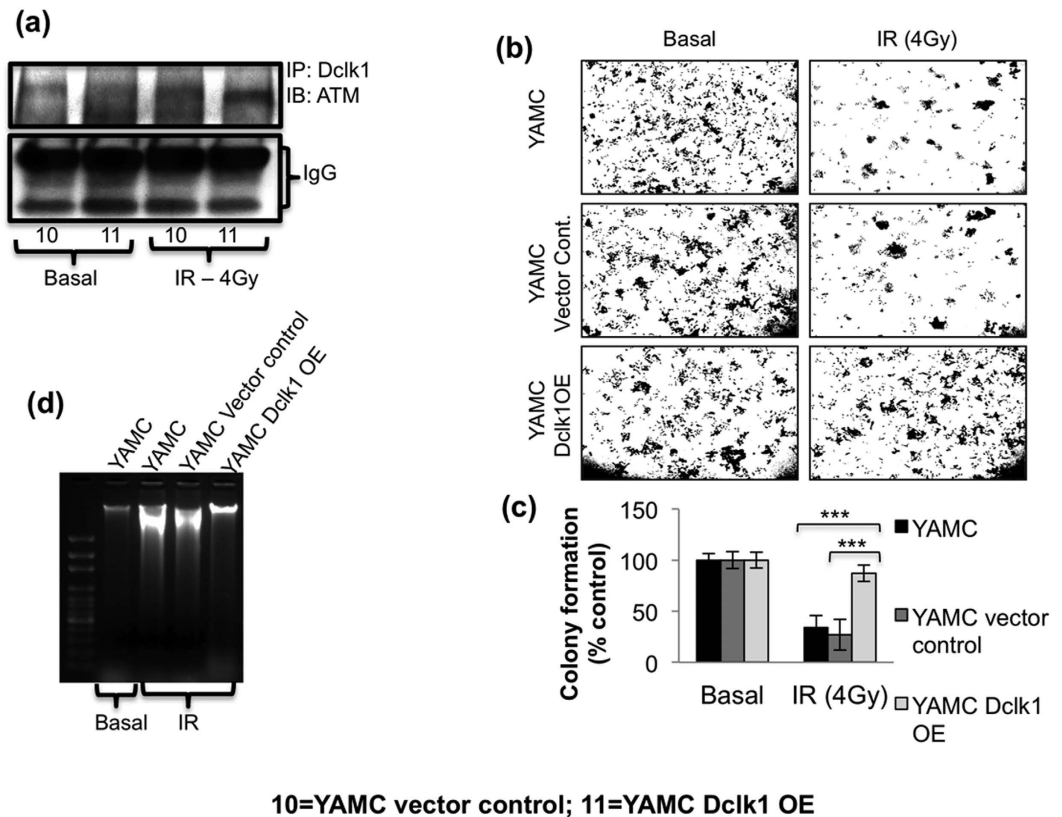 (a)
IP: Dclk1
IB: ATM
IgG
10 11 10 11
Basal IR – 4Gy
(b)
Basal IR (4Gy)
YAMC
YAMC
Vector Cont.
YAMC
Dclk1OE
(d)
YAMC
YAMC
YAMC Vector control
YAMC Dclk1 OE
Basal IR
(c)
Colony formation
(% control)
150
100
50
0
***
***
Basal IR (4Gy)
YAMC
YAMC vector
control
YAMC Dclk1
OE
10=YAMC vector control; 11=YAMC Dclk1 OE